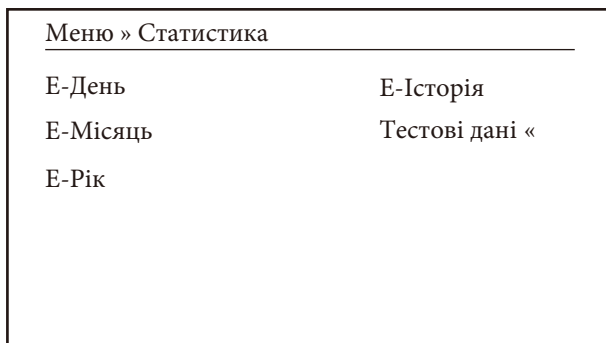 Меню » Статистика
Е-День
Е-Місяць
Е-Рік
Е-Історія
Тестові дані «